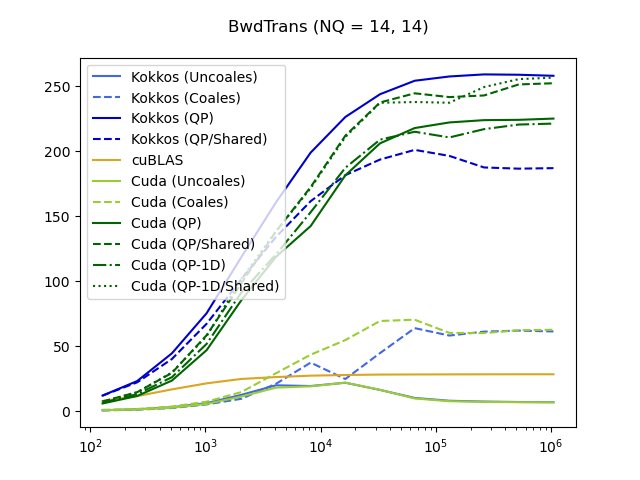 BwdTrans (NQ = 14, 14)
250
200
150
100
50
0
Kokkos (Uncoales)
Kokkos (Coales)
Kokkos (QP)
Kokkos (QP/Shared)
cuBLAS
Cuda (Uncoales)
Cuda (Coales)
Cuda (QP)
Cuda (QP/Shared)
Cuda (QP-1D)
Cuda (QP-1D/Shared)
10² 10³ 10⁴ 10⁵ 10⁶